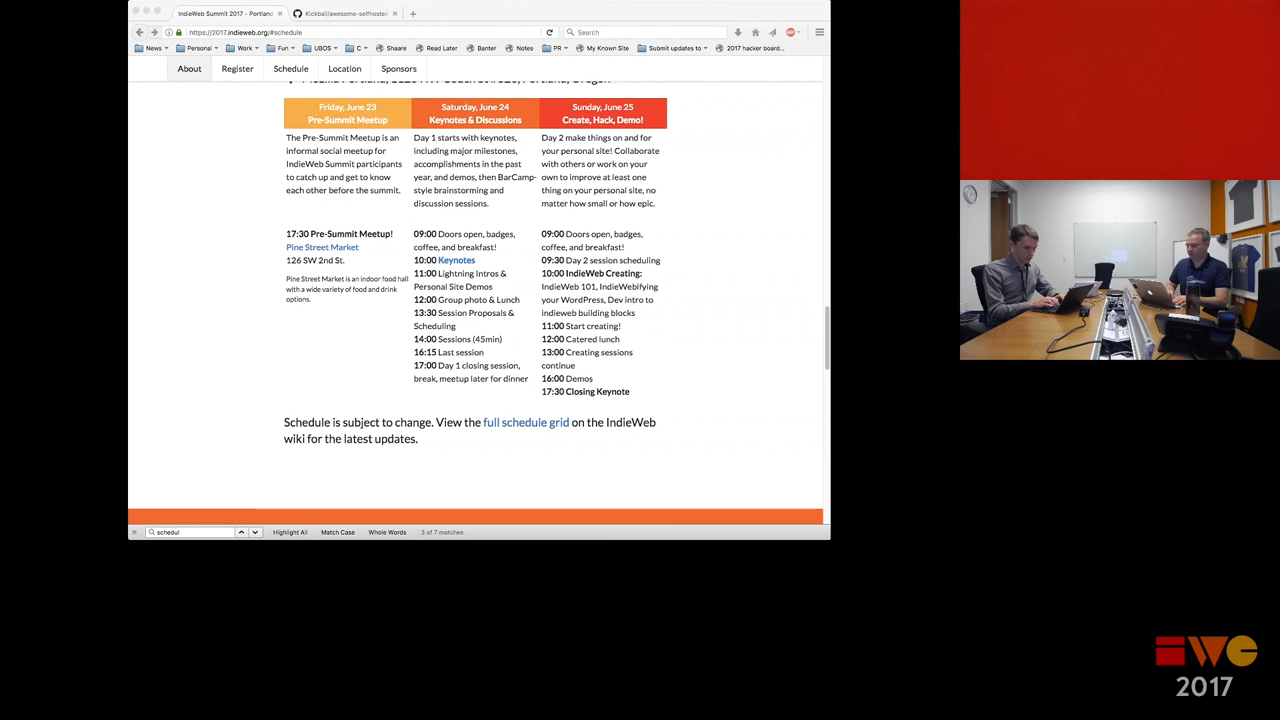 IndieWeb Summit 2017 - Portland
Kickball/awesome-selfhosted
https://2017.indieweb.org/#schedule
Search
News
Personal
Work
Fun
UBOS
C
Shaare
Read Later
Banter
Notes
PR
My Known Site
Submit updates to
2017 hacker board...
About
Register
Schedule
Location
Sponsors
Friday, June 23
Pre-Summit Meetup
The Pre-Summit Meetup is an
informal social meetup for
IndieWeb Summit participants
to catch up and get to know
each other before the summit.
17:30 Pre-Summit Meetup!
Pine Street Market
126 SW 2nd St.
Pine Street Market is an indoor food hall
with a wide variety of food and drink
options.
Saturday, June 24
Keynotes & Discussions
Day 1 starts with keynotes,
including major milestones,
accomplishments in the past
year, and demos, then BarCamp-
style brainstorming and
discussion sessions.
09:00 Doors open, badges,
coffee, and breakfast!
10:00 Keynotes
11:00 Lightning Intros &
Personal Site Demos
12:00 Group photo & Lunch
13:30 Session Proposals &
Scheduling
14:00 Sessions (45min)
16:15 Last session
17:00 Day 1 closing session,
break, meetup later for dinner
Sunday, June 25
Create, Hack, Demo!
Day 2 make things on and for
your personal site! Collaborate
with others or work on your
own to improve at least one
thing on your personal site, no
matter how small or how epic.
09:00 Doors open, badges,
coffee, and breakfast!
09:30 Day 2 session scheduling
10:00 IndieWeb Creating:
IndieWeb 101, IndieWebifying
your WordPress, Dev intro to
indieweb building blocks
11:00 Start creating!
12:00 Catered lunch
13:00 Creating sessions
continue
16:00 Demos
17:30 Closing Keynote
Schedule is subject to change. View the full schedule grid on the IndieWeb
wiki for the latest updates.
schedul
Highlight All
Match Case
Whole Words
3 of 7 matches
iWC
2017